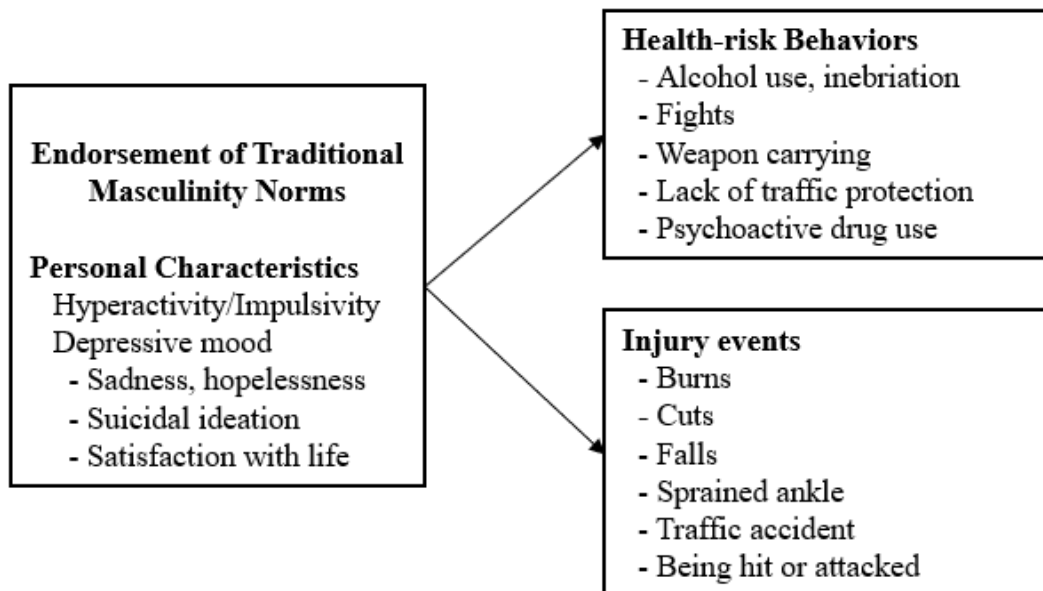 Endorsement of Traditional
Masculinity Norms
Personal Characteristics
Hyperactivity/Impulsivity
Depressive mood
- Sadness, hopelessness
- Suicidal ideation
- Satisfaction with life
Health-risk Behaviors
- Alcohol use, inebriation
- Fights
- Weapon carrying
- Lack of traffic protection
- Psychoactive drug use
Injury events
- Burns
- Cuts
- Falls
- Sprained ankle
- Traffic accident
- Being hit or attacked